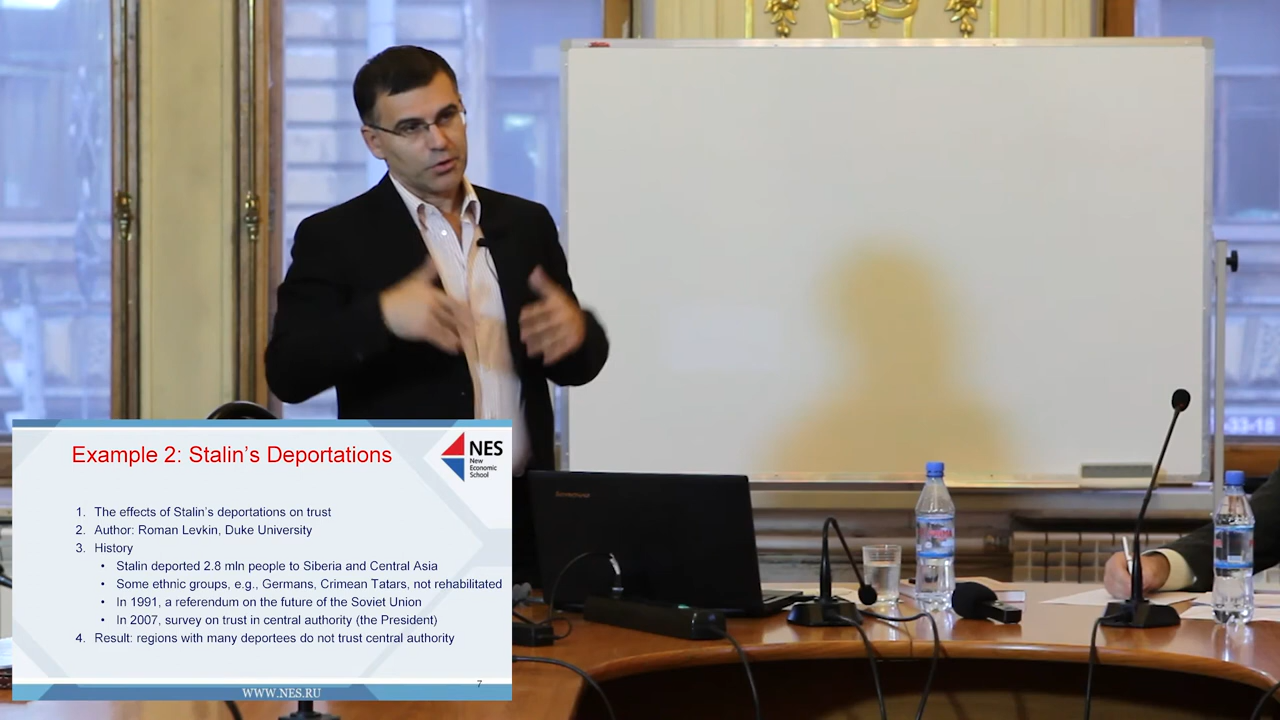 33-18
lenovo
Example 2: Stalin's Deportations
NES
New
Economic
School
1. The effects of Stalin's deportations on trust
2. Author: Roman Levkin, Duke University
3. History
• Stalin deported 2.8 mln people to Siberia and Central Asia
• Some ethnic groups, e.g., Germans, Crimean Tatars, not rehabilitated
• In 1991, a referendum on the future of the Soviet Union
• In 2007, survey on trust in central authority (the President)
4. Result: regions with many deportees do not trust central authority
7
WWW.NES.RU